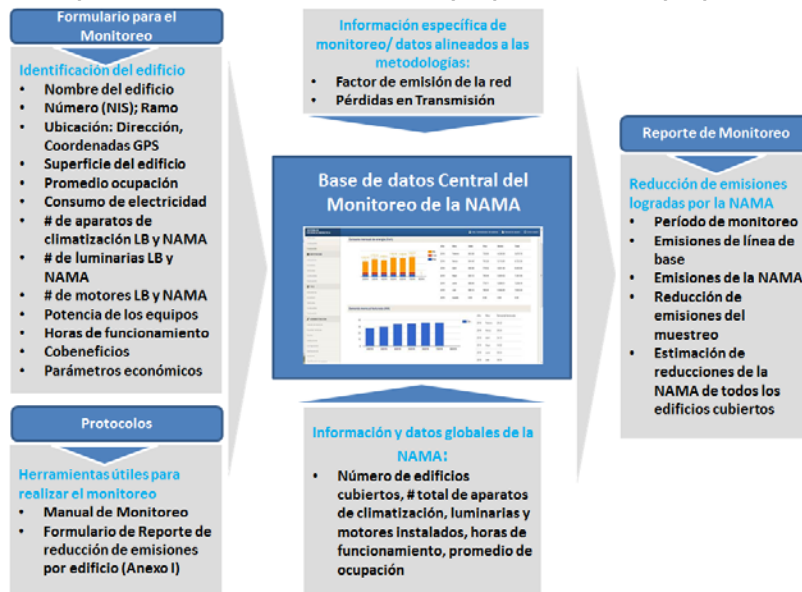 Formulario para el
Monitoreo
Identificación del edificio
• Nombre del edificio
• Número (NIS); Ramo
• Ubicación: Dirección,
Coordenadas GPS
• Superficie del edificio
• Promedio ocupación
• Consumo de electricidad
• # de aparatos de
climatización LB y NAMA
• # de luminarias LB y
NAMA
• # de motores LB y NAMA
• Potencia de los equipos
• Horas de funcionamiento
• Cobeneficios
• Parámetros económicos
Protocolos
Herramientas útiles para
realizar el monitoreo
• Manual de Monitoreo
• Formulario de Reporte de
reducción de emisiones
por edificio (Anexo I)
Información específica de
monitoreo/ datos alineados a las
metodologías:
• Factor de emisión de la red
• Pérdidas en Transmisión
Base de datos Central del
Monitoreo de la NAMA
Información y datos globales de la
NAMA:
• Número de edificios
cubiertos, # total de aparatos
de climatización, luminarias y
motores instalados, horas de
funcionamiento, promedio de
ocupación
Reporte de Monitoreo
Reducción de emisiones
logradas por la NAMA
• Período de monitoreo
• Emisiones de línea de
base
• Emisiones de la NAMA
• Reducción de
emisiones del
muestreo
• Estimación de
reducciones de la
NAMA de todos los
edificios cubiertos